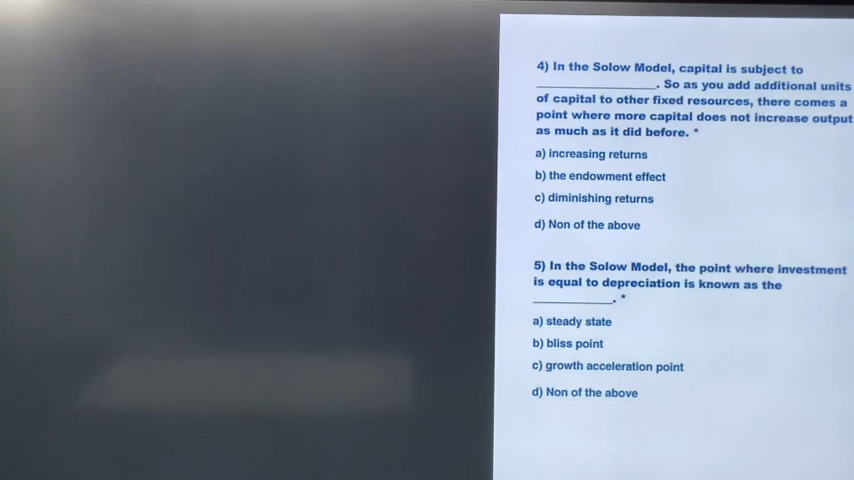 4) In the Solow Model, capital is subject to
____________________. So as you add additional units
of capital to other fixed resources, there comes a
point where more capital does not increase output
as much as it did before. *
a) increasing returns
b) the endowment effect
c) diminishing returns
d) Non of the above
5) In the Solow Model, the point where investment
is equal to depreciation is known as the
_____________. *
a) steady state
b) bliss point
c) growth acceleration point
d) Non of the above